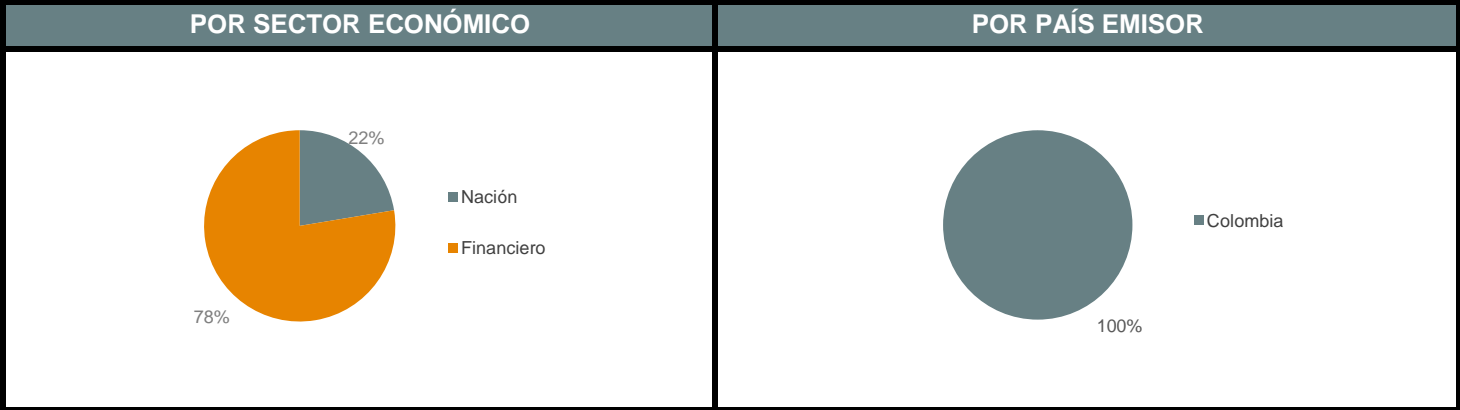 POR SECTOR ECONÓMICO
22%
Nación
Financiero
78%
POR PAÍS EMISOR
Colombia
100%